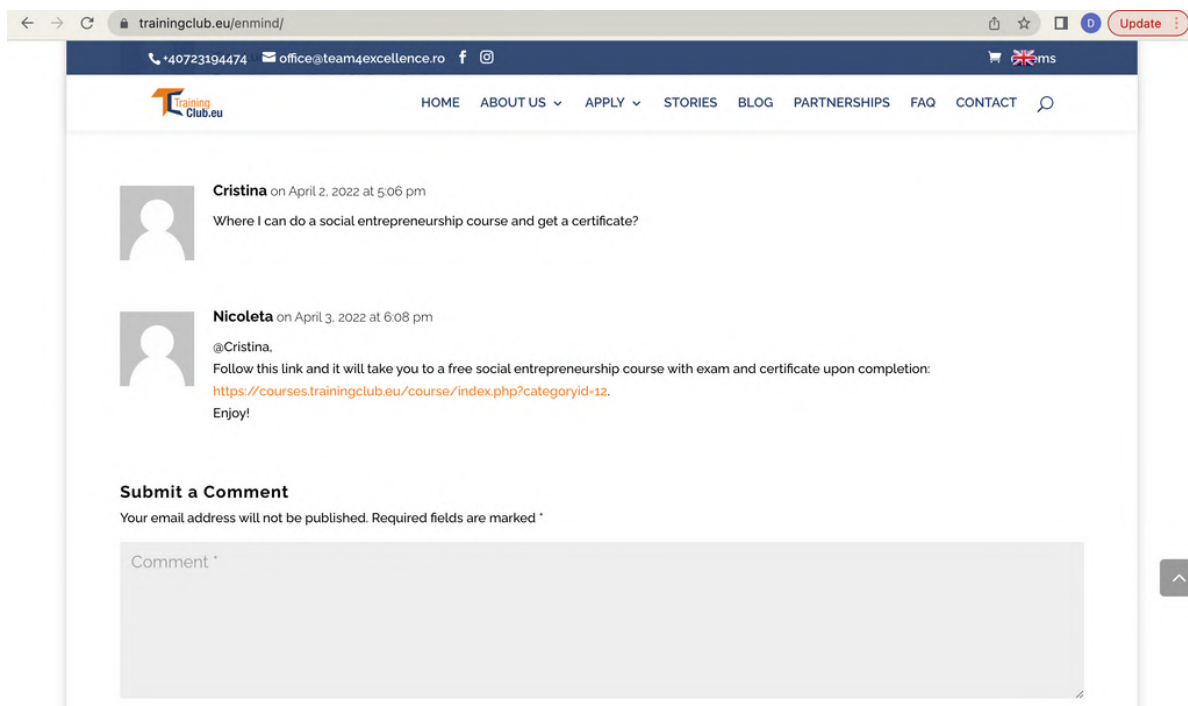 trainingclub.eu/enmind/
D
Update
+40723194474 office@team4excellence.ro
Training
Club.eu
HOME ABOUT US APPLY STORIES BLOG PARTNERSHIPS FAQ CONTACT
Cristina on April 2, 2022 at 5:06 pm
Where I can do a social entrepreneurship course and get a certificate?
Nicoleta on April 3, 2022 at 6:08 pm
@Cristina,
Follow this link and it will take you to a free social entrepreneurship course with exam and certificate upon completion:
https://courses.trainingclub.eu/course/index.php?categoryid=12.
Enjoy!
Submit a Comment
Your email address will not be published. Required fields are marked *
Comment *